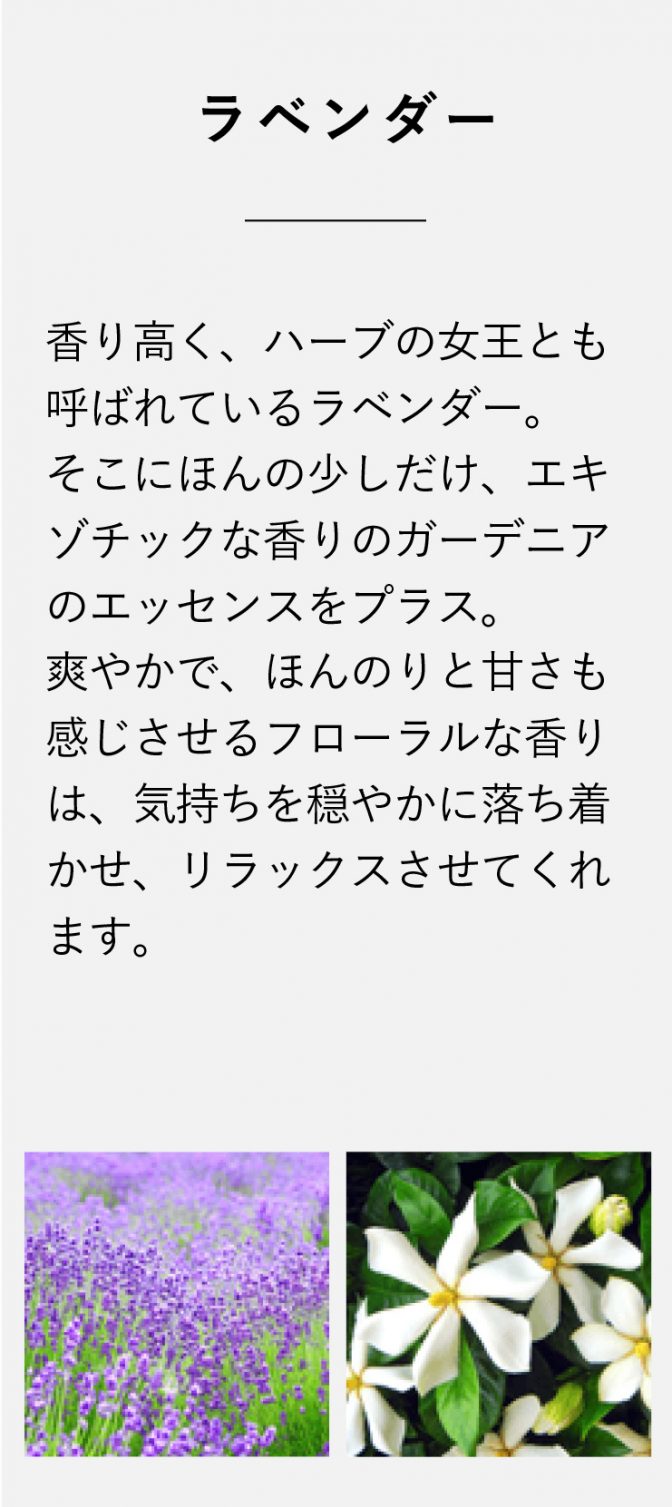 ラベンダー
香り高く、ハーブの女王とも
呼ばれているラベンダー。
そこにほんの少しだけ、エキ
ゾチックな香りのガーデニア
のエッセンスをプラス。
爽やかで、ほんのりと甘さも
感じさせるフローラルな香り
は、気持ちを穏やかに落ち着
かせ、リラックスさせてくれ
ます。